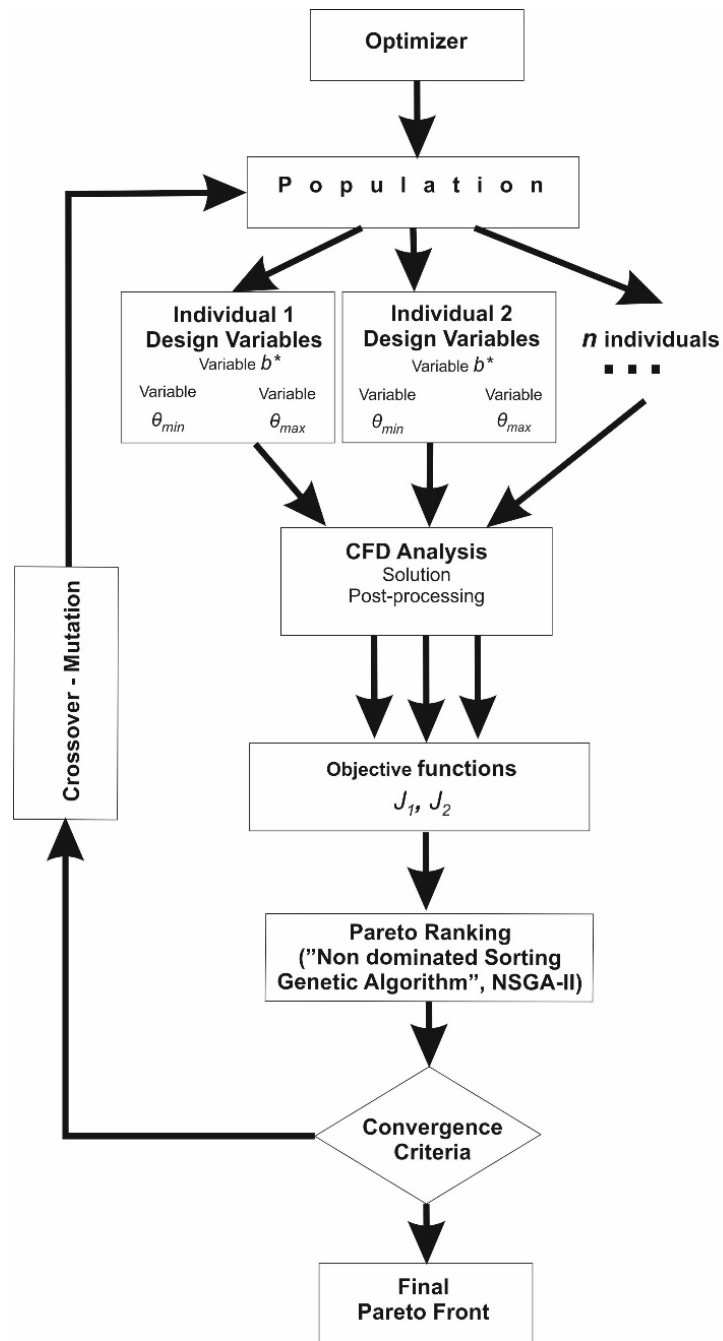 Optimizer
Population
Individual 1
Design Variables
Variable b*
Variable
Variable
θmin
θmax
Individual 2
Design Variables
Variable b*
Variable
Variable
θmin
θmax
n individuals
...
CFD Analysis
Solution
Post-processing
Crossover - Mutation
Objective functions
J1, J2
Pareto Ranking
(”Non dominated Sorting
Genetic Algorithm”, NSGA-II)
Convergence
Criteria
Final
Pareto Front